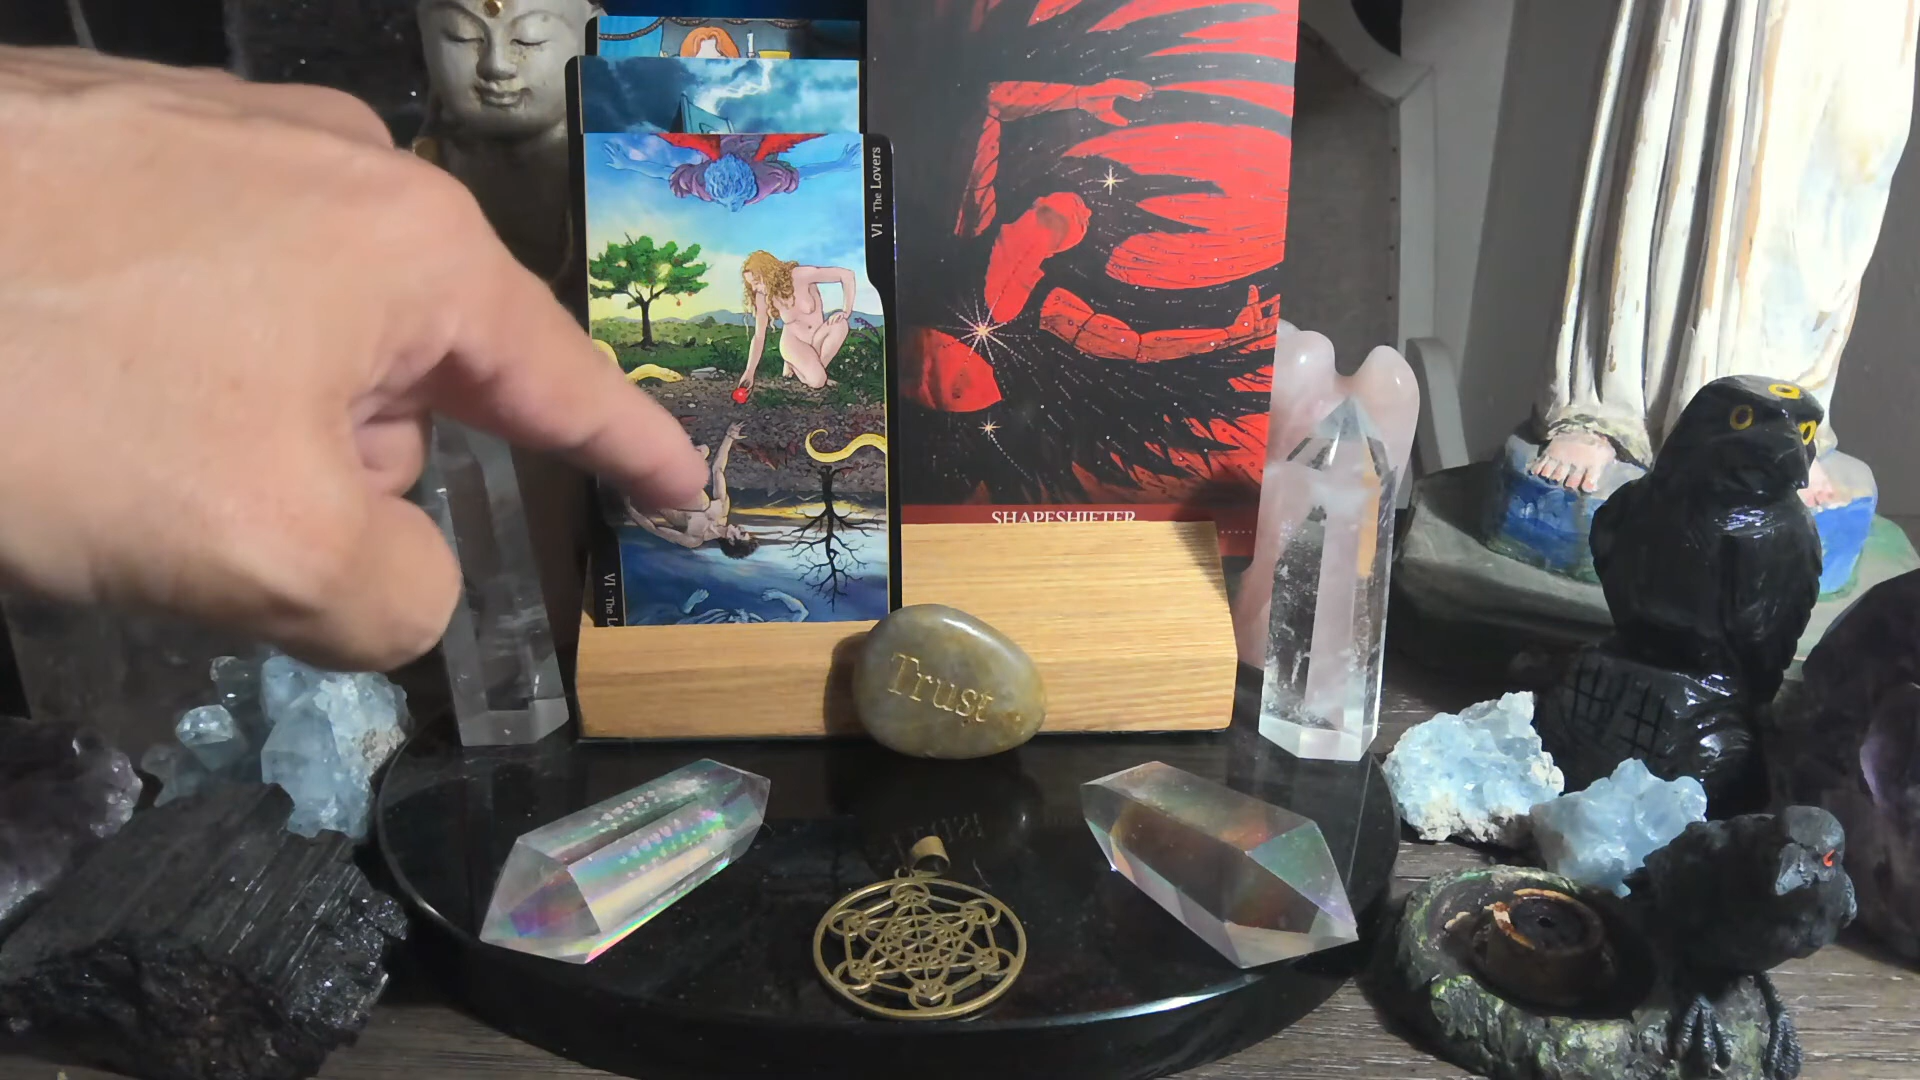 VI · The Lovers
SHAPESHIFTER
VI · The L
Trust